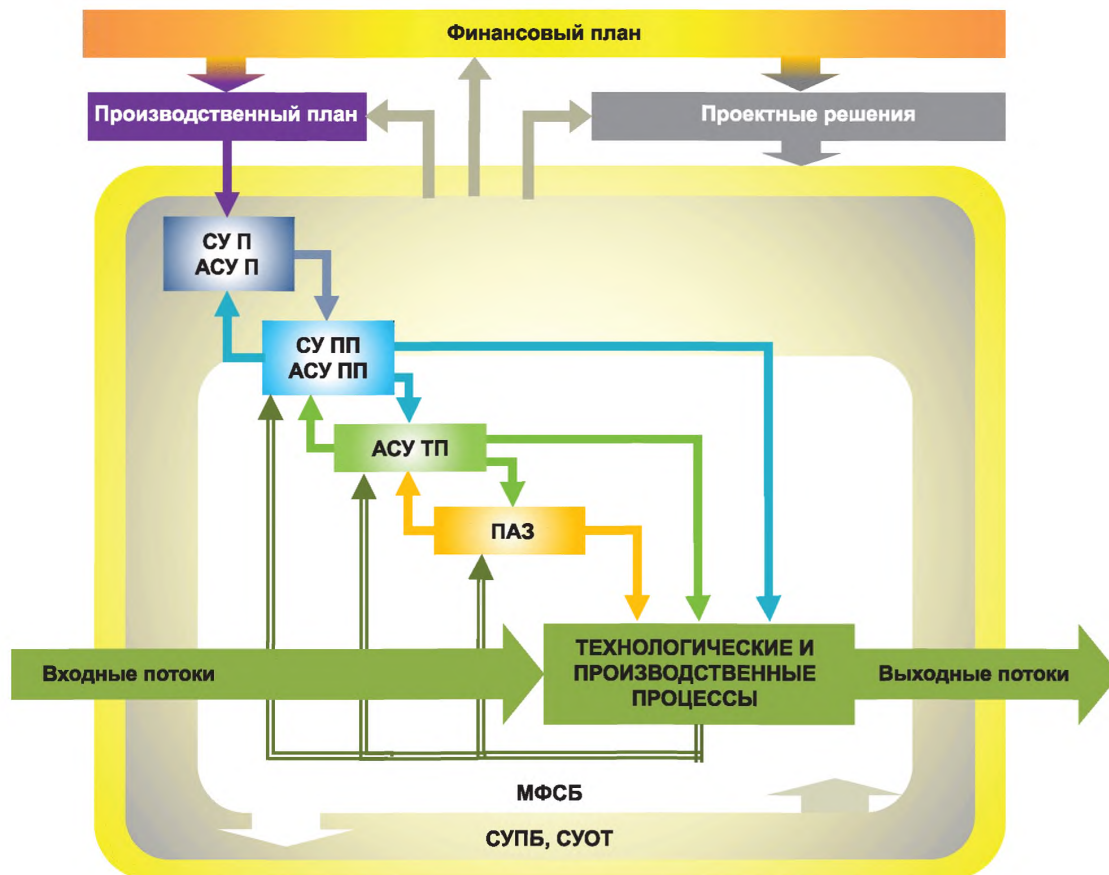 Финансовый план
Производственный план
Проектные решения
СУ П
АСУ П
СУ ПП
АСУ ПП
АСУ ТП
ПАЗ
Входные потоки
ТЕХНОЛОГИЧЕСКИЕ И
ПРОИЗВОДСТВЕННЫЕ
ПРОЦЕССЫ
Выходные потоки
МФСБ
СУПБ, СУОТ